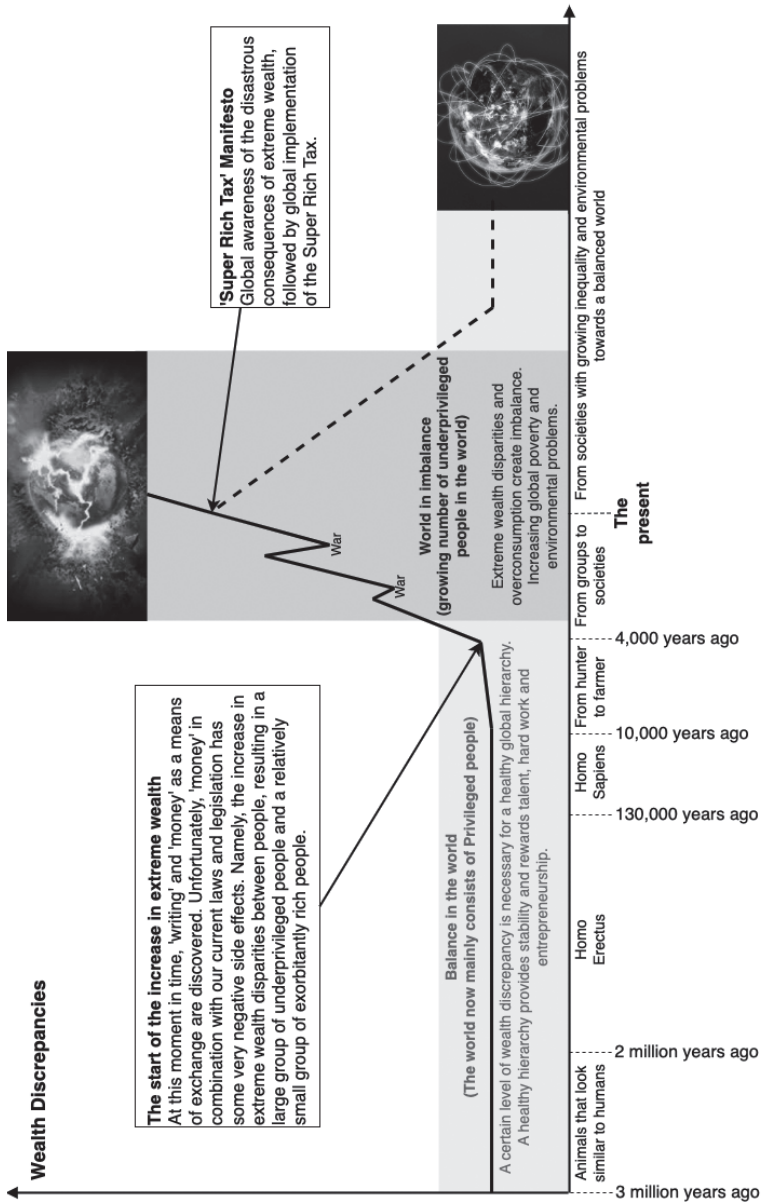 Wealth Discrepancies
The start of the increase in extreme wealth
At this moment in time, 'writing' and 'money' as a means
of exchange are discovered. Unfortunately, 'money' in
combination with our current laws and legislation has
some very negative side effects. Namely, the increase in
extreme wealth disparities between people, resulting in a
large group of underprivileged people and a relatively
small group of exorbitantly rich people.
'Super Rich Tax' Manifesto
Global awareness of the disastrous
consequences of extreme wealth,
followed by global implementation
of the Super Rich Tax.
War
War
Balance in the world
(The world now mainly consists of Privileged people)
A certain level of wealth discrepancy is necessary for a healthy global hierarchy.
A healthy hierarchy provides stability and rewards talent, hard work and
entrepreneurship.
World in imbalance
(growing number of underprivileged
people in the world)
Extreme wealth disparities and
overconsumption create imbalance.
Increasing global poverty and
environmental problems.
Animals that look
similar to humans
Homo
Erectus
Homo
Sapiens
From hunter
to farmer
From groups to
societies
From societies with growing inequality and environmental problems
towards a balanced world
3 million years ago
2 million years ago
130,000 years ago
10,000 years ago
4,000 years ago
The
present